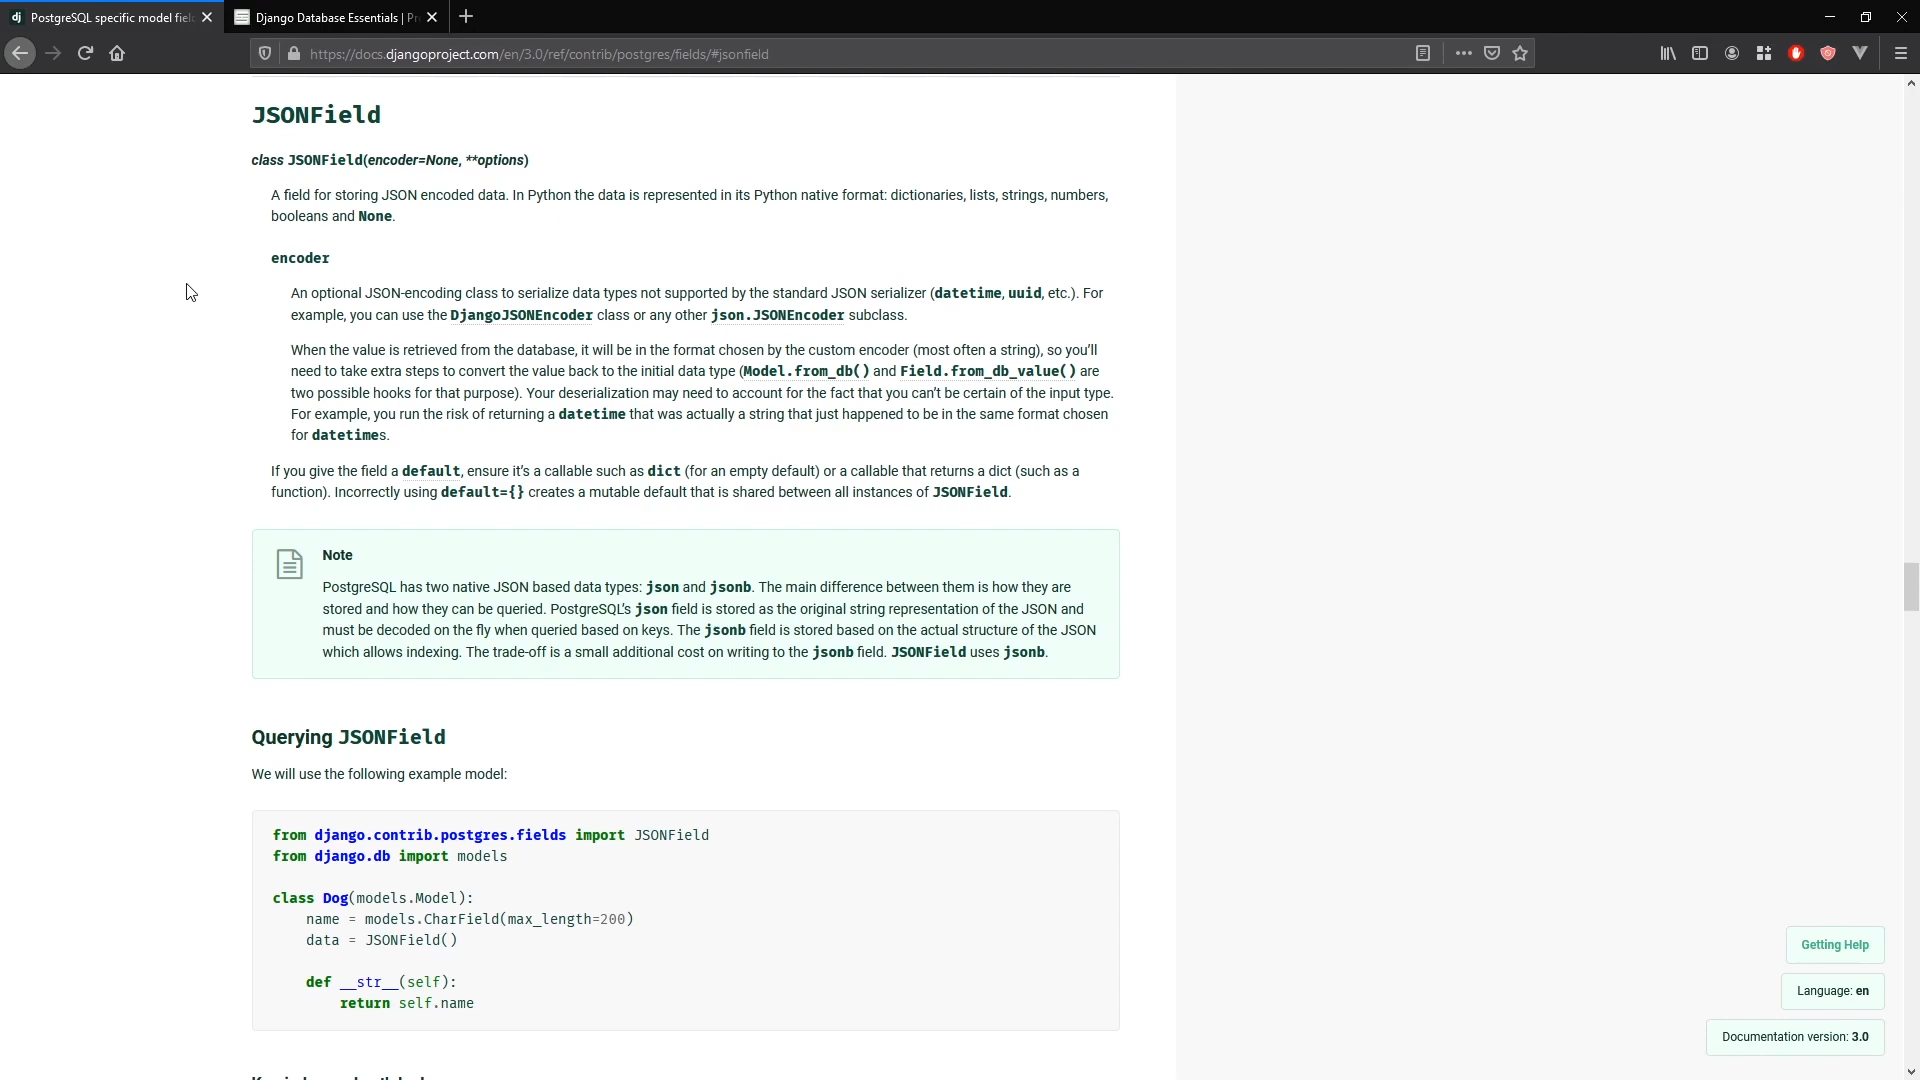 PostgreSQL specific model fiel
Django Database Essentials | Pr
https://docs.djangoproject.com/en/3.0/ref/contrib/postgres/fields/#jsonfield
JSONField
class JSONField(encoder=None, **options)
A field for storing JSON encoded data. In Python the data is represented in its Python native format: dictionaries, lists, strings, numbers,
booleans and None.
encoder
An optional JSON-encoding class to serialize data types not supported by the standard JSON serializer (datetime, uuid, etc.). For
example, you can use the DjangoJSONEncoder class or any other json.JSONEncoder subclass.
When the value is retrieved from the database, it will be in the format chosen by the custom encoder (most often a string), so you’ll
need to take extra steps to convert the value back to the initial data type (Model.from_db() and Field.from_db_value() are
two possible hooks for that purpose). Your deserialization may need to account for the fact that you can’t be certain of the input type.
For example, you run the risk of returning a datetime that was actually a string that just happened to be in the same format chosen
for datetimes.
If you give the field a default, ensure it’s a callable such as dict (for an empty default) or a callable that returns a dict (such as a
function). Incorrectly using default={} creates a mutable default that is shared between all instances of JSONField.
Note
PostgreSQL has two native JSON based data types: json and jsonb. The main difference between them is how they are
stored and how they can be queried. PostgreSQL’s json field is stored as the original string representation of the JSON and
must be decoded on the fly when queried based on keys. The jsonb field is stored based on the actual structure of the JSON
which allows indexing. The trade-off is a small additional cost on writing to the jsonb field. JSONField uses jsonb.
Querying JSONField
We will use the following example model:
from django.contrib.postgres.fields import JSONField
from django.db import models
class Dog(models.Model):
name = models.CharField(max_length=200)
data = JSONField()
def __str__(self):
return self.name
Getting Help
Language: en
Documentation version: 3.0